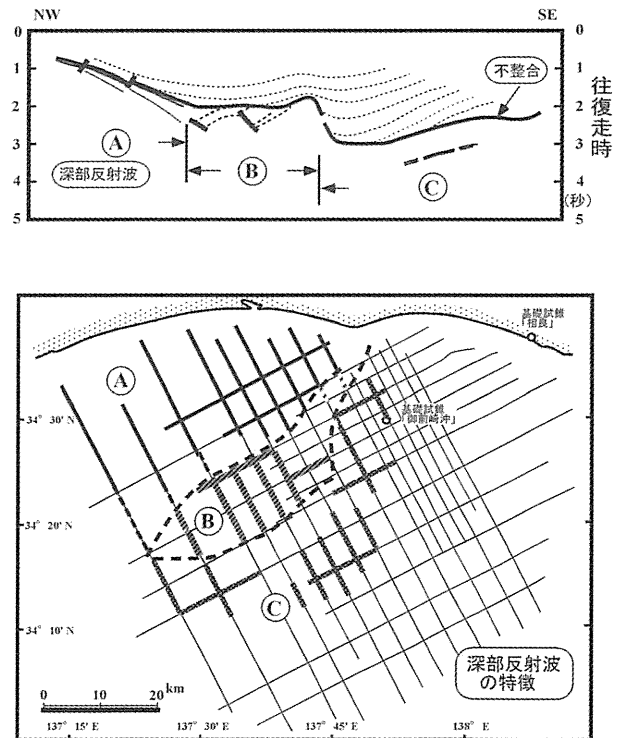 NW SE
0 0
1 1
2 2
3 3
4 4
5 5
不整合
往復走時
(秒)
A
深部反射波
B
C
基礎試錐
「相良」
A
基礎試錐
「御前崎沖」
34° 30' N
B
34° 20' N
C
34° 10' N
深部反射波
の特徴
0 10 20 km
137° 15' E 137° 30' E 137° 45' E 138° E